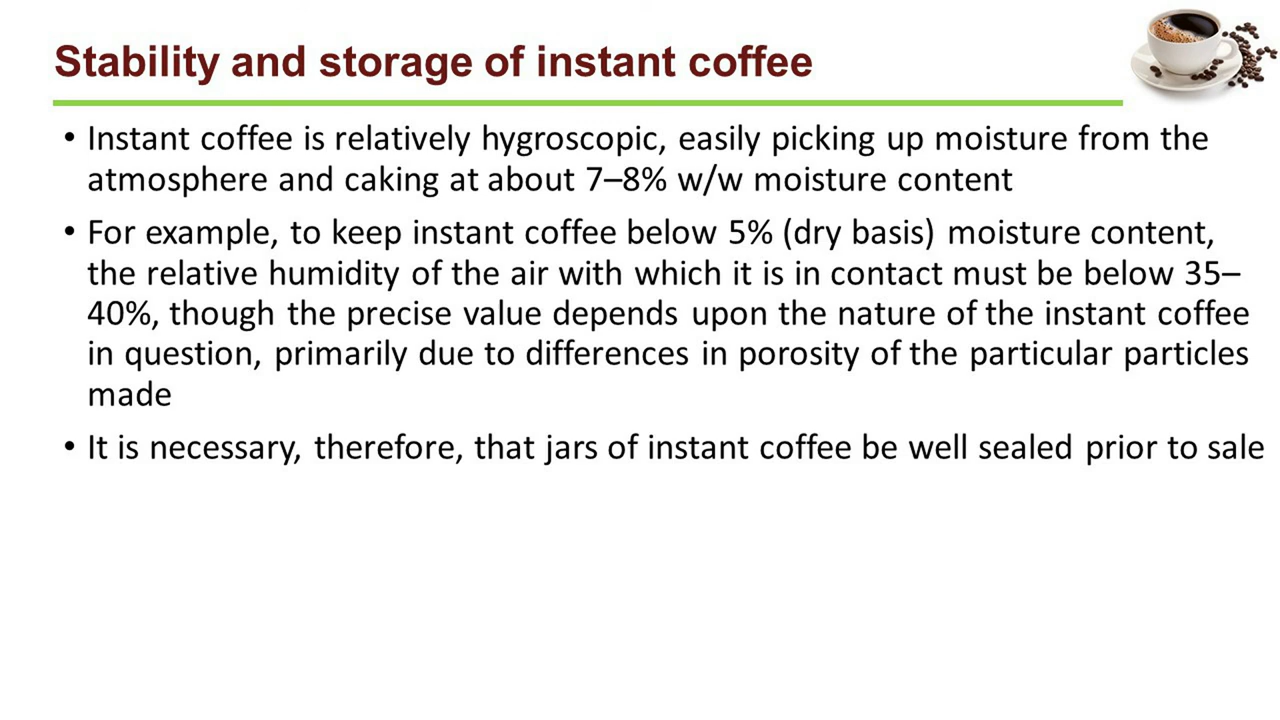 Stability and storage of instant coffee
• Instant coffee is relatively hygroscopic, easily picking up moisture from the
atmosphere and caking at about 7–8% w/w moisture content
• For example, to keep instant coffee below 5% (dry basis) moisture content,
the relative humidity of the air with which it is in contact must be below 35–
40%, though the precise value depends upon the nature of the instant coffee
in question, primarily due to differences in porosity of the particular particles
made
• It is necessary, therefore, that jars of instant coffee be well sealed prior to sale